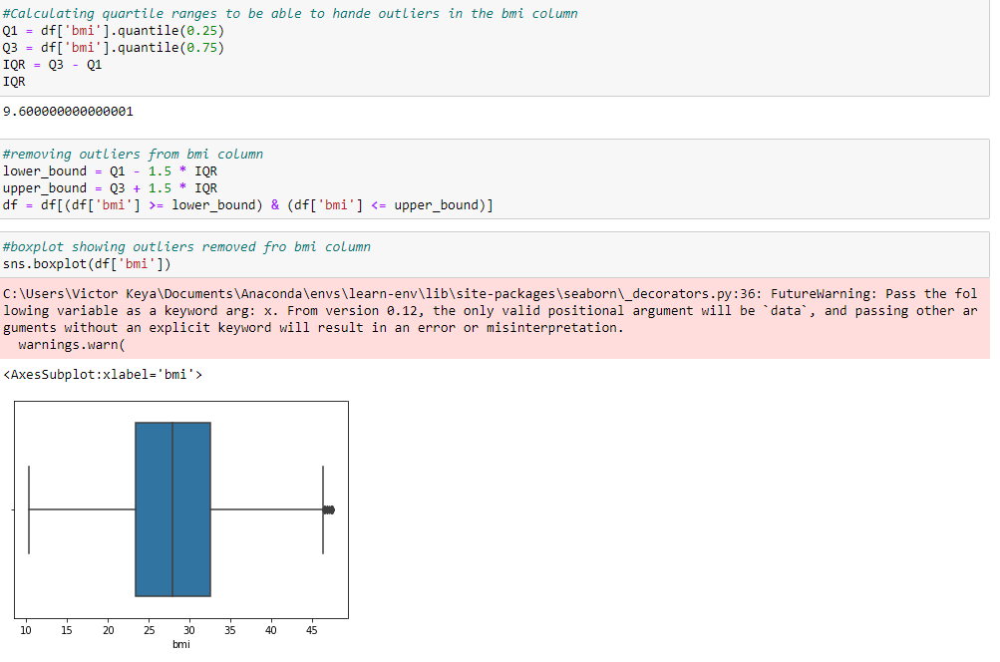 #Calculating quartile ranges to be able to hande outliers in the bmi column
Q1 = df['bmi'].quantile(0.25)
Q3 = df['bmi'].quantile(0.75)
IQR = Q3 - Q1
IQR
9.600000000000001
#removing outliers from bmi column
lower_bound = Q1 - 1.5 * IQR
upper_bound = Q3 + 1.5 * IQR
df = df[(df['bmi'] >= lower_bound) & (df['bmi'] <= upper_bound)]
#boxplot showing outliers removed fro bmi column
sns.boxplot(df['bmi'])
C:\Users\Victor Keya\Documents\Anaconda\envs\learn-env\lib\site-packages\seaborn\_decorators.py:36: FutureWarning: Pass the fol
lowing variable as a keyword arg: x. From version 0.12, the only valid positional argument will be `data`, and passing other ar
guments without an explicit keyword will result in an error or misinterpretation.
  warnings.warn(
<AxesSubplot:xlabel='bmi'>
10 15 20 25 30 35 40 45
bmi